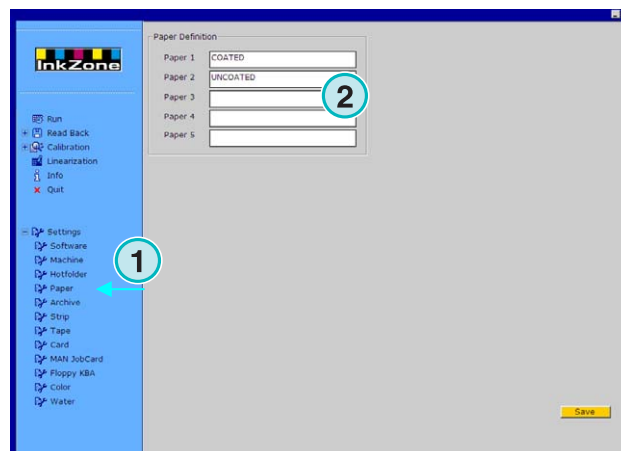 InkZone
Run
Read Back
Calibration
Linearization
Info
Quit
Settings
Software
Machine
Hotfolder
Paper
Archive
Strip
Tape
Card
MAN JobCard
Floppy KBA
Color
Water
1
Paper Definition
Paper 1 COATED
Paper 2 UNCOATED
Paper 3
Paper 4
Paper 5
2
Save